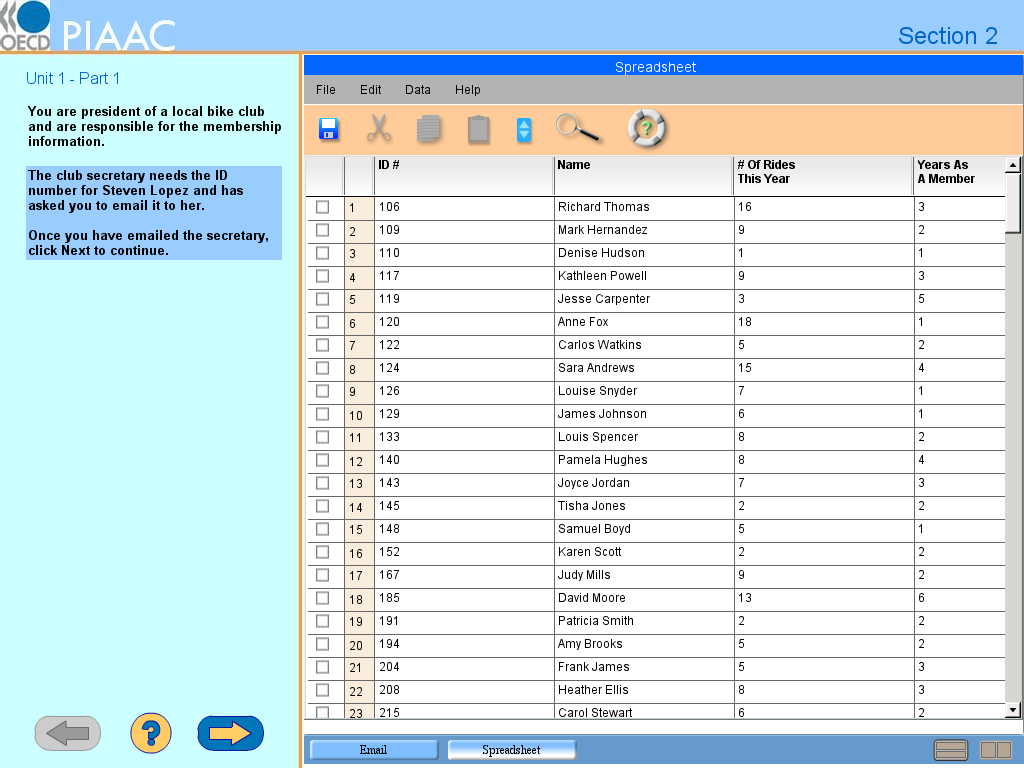 OECD
PIAAC
Section 2
Unit 1 - Part 1
You are president of a local bike club
and are responsible for the membership
information.
The club secretary needs the ID
number for Steven Lopez and has
asked you to email it to her.
Once you have emailed the secretary,
click Next to continue.
?
Spreadsheet
File Edit Data Help
?
ID # Name # Of Rides This Year Years As A Member
1 106 Richard Thomas 16 3
2 109 Mark Hernandez 9 2
3 110 Denise Hudson 1 1
4 117 Kathleen Powell 9 3
5 119 Jesse Carpenter 3 5
6 120 Anne Fox 18 1
7 122 Carlos Watkins 5 2
8 124 Sara Andrews 15 4
9 126 Louise Snyder 7 1
10 129 James Johnson 6 1
11 133 Louis Spencer 8 2
12 140 Pamela Hughes 8 4
13 143 Joyce Jordan 7 3
14 145 Tisha Jones 2 2
15 148 Samuel Boyd 5 1
16 152 Karen Scott 2 2
17 167 Judy Mills 9 2
18 185 David Moore 13 6
19 191 Patricia Smith 2 2
20 194 Amy Brooks 5 2
21 204 Frank James 5 3
22 208 Heather Ellis 8 3
23 215 Carol Stewart 6 2
Email Spreadsheet